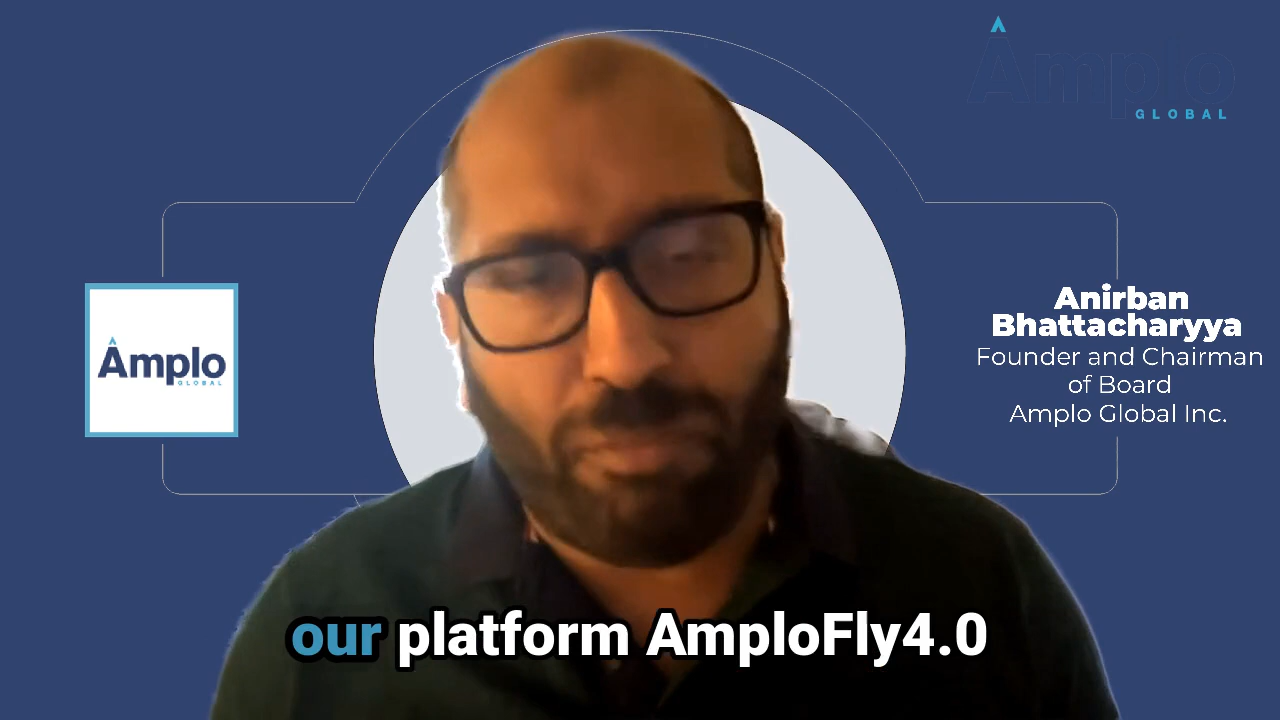 Amplo
GLOBAL
Amplo
GLOBAL
Anirban
Bhattacharyya
Founder and Chairman
of Board
Amplo Global Inc.
our platform AmploFly4.0